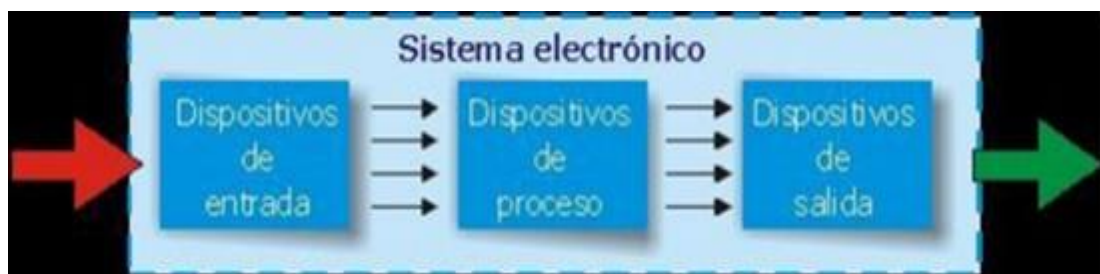 Sistema electrónico
Dispositivos
de
entrada
Dispositivos
de
proceso
Dispositivos
de
salida